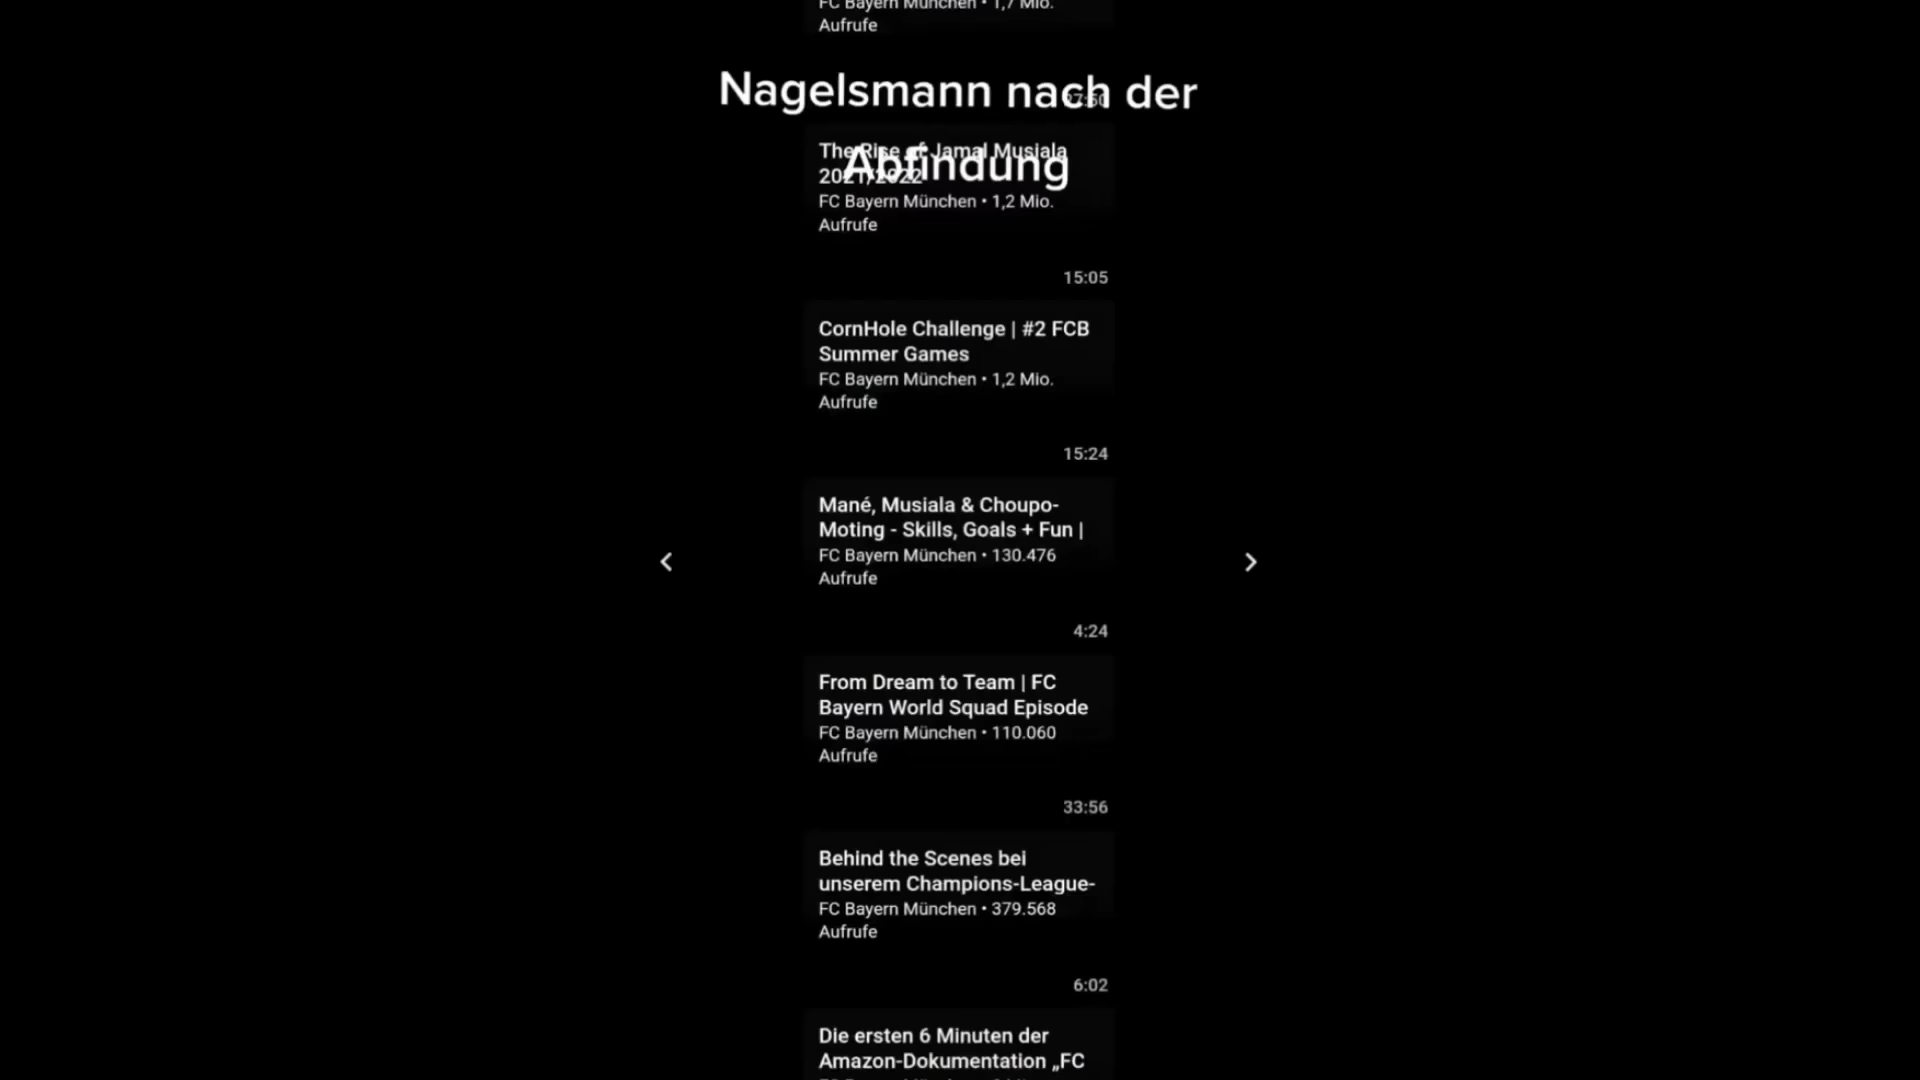 FC Bayern München • 1,7 Mio.
Aufrufe
Nagelsmann nach der
Abfindung
27:50
The Rise of Jamal Musiala
2021/2022
FC Bayern München • 1,2 Mio.
Aufrufe
15:05
CornHole Challenge | #2 FCB
Summer Games
FC Bayern München • 1,2 Mio.
Aufrufe
15:24
Mané, Musiala & Choupo-
Moting - Skills, Goals + Fun |
FC Bayern München • 130.476
Aufrufe
4:24
From Dream to Team | FC
Bayern World Squad Episode
FC Bayern München • 110.060
Aufrufe
33:56
Behind the Scenes bei
unserem Champions-League-
FC Bayern München • 379.568
Aufrufe
6:02
Die ersten 6 Minuten der
Amazon-Dokumentation „FC